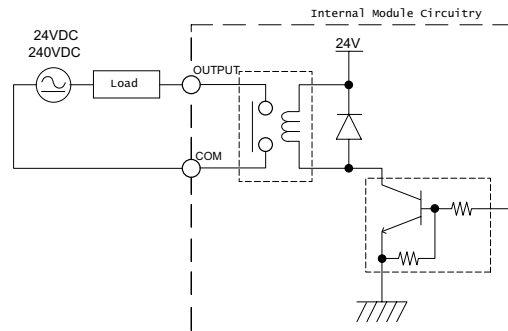 Internal Module Circuitry
24VDC
240VDC
24V
OUTPUT
Load
COM